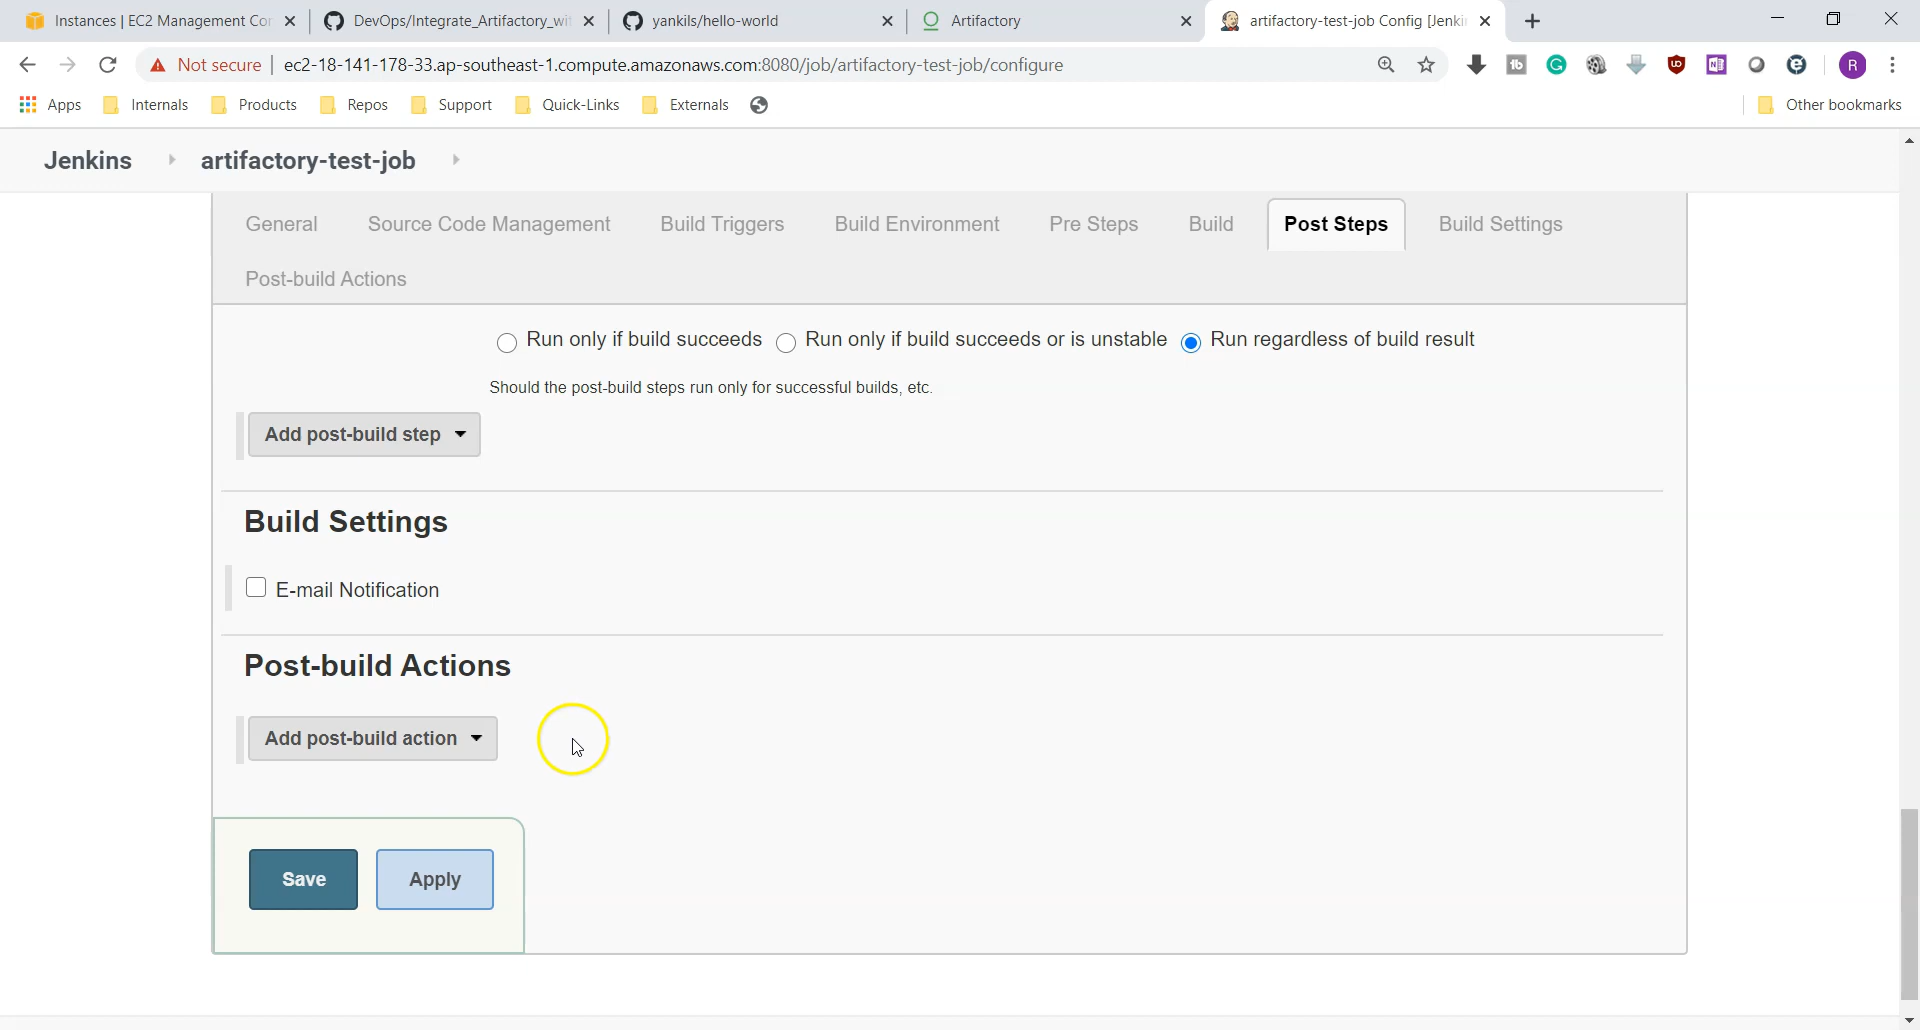 Instances | EC2 Management Con
DevOps/Integrate_Artifactory_wit
yankils/hello-world
Artifactory
artifactory-test-job Config [Jenki
Not secure | ec2-18-141-178-33.ap-southeast-1.compute.amazonaws.com:8080/job/artifactory-test-job/configure
Apps Internals Products Repos Support Quick-Links Externals Other bookmarks
Jenkins artifactory-test-job
General Source Code Management Build Triggers Build Environment Pre Steps Build Post Steps Build Settings
Post-build Actions
Run only if build succeeds Run only if build succeeds or is unstable Run regardless of build result
Should the post-build steps run only for successful builds, etc.
Add post-build step
Build Settings
E-mail Notification
Post-build Actions
Add post-build action
Save Apply